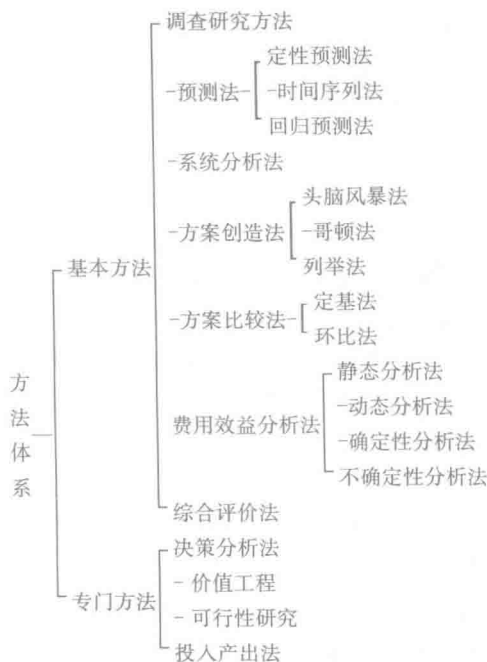 调查研究方法
定性预测法
预测法
时间序列法
回归预测法
系统分析法
头脑风暴法
方案创造法
哥顿法
列举法
基本方法
定基法
方案比较法
环比法
静态分析法
动态分析法
费用效益分析法
确定性分析法
不确定性分析法
方法体系
综合评价法
决策分析法
价值工程
专门方法
可行性研究
投入产出法